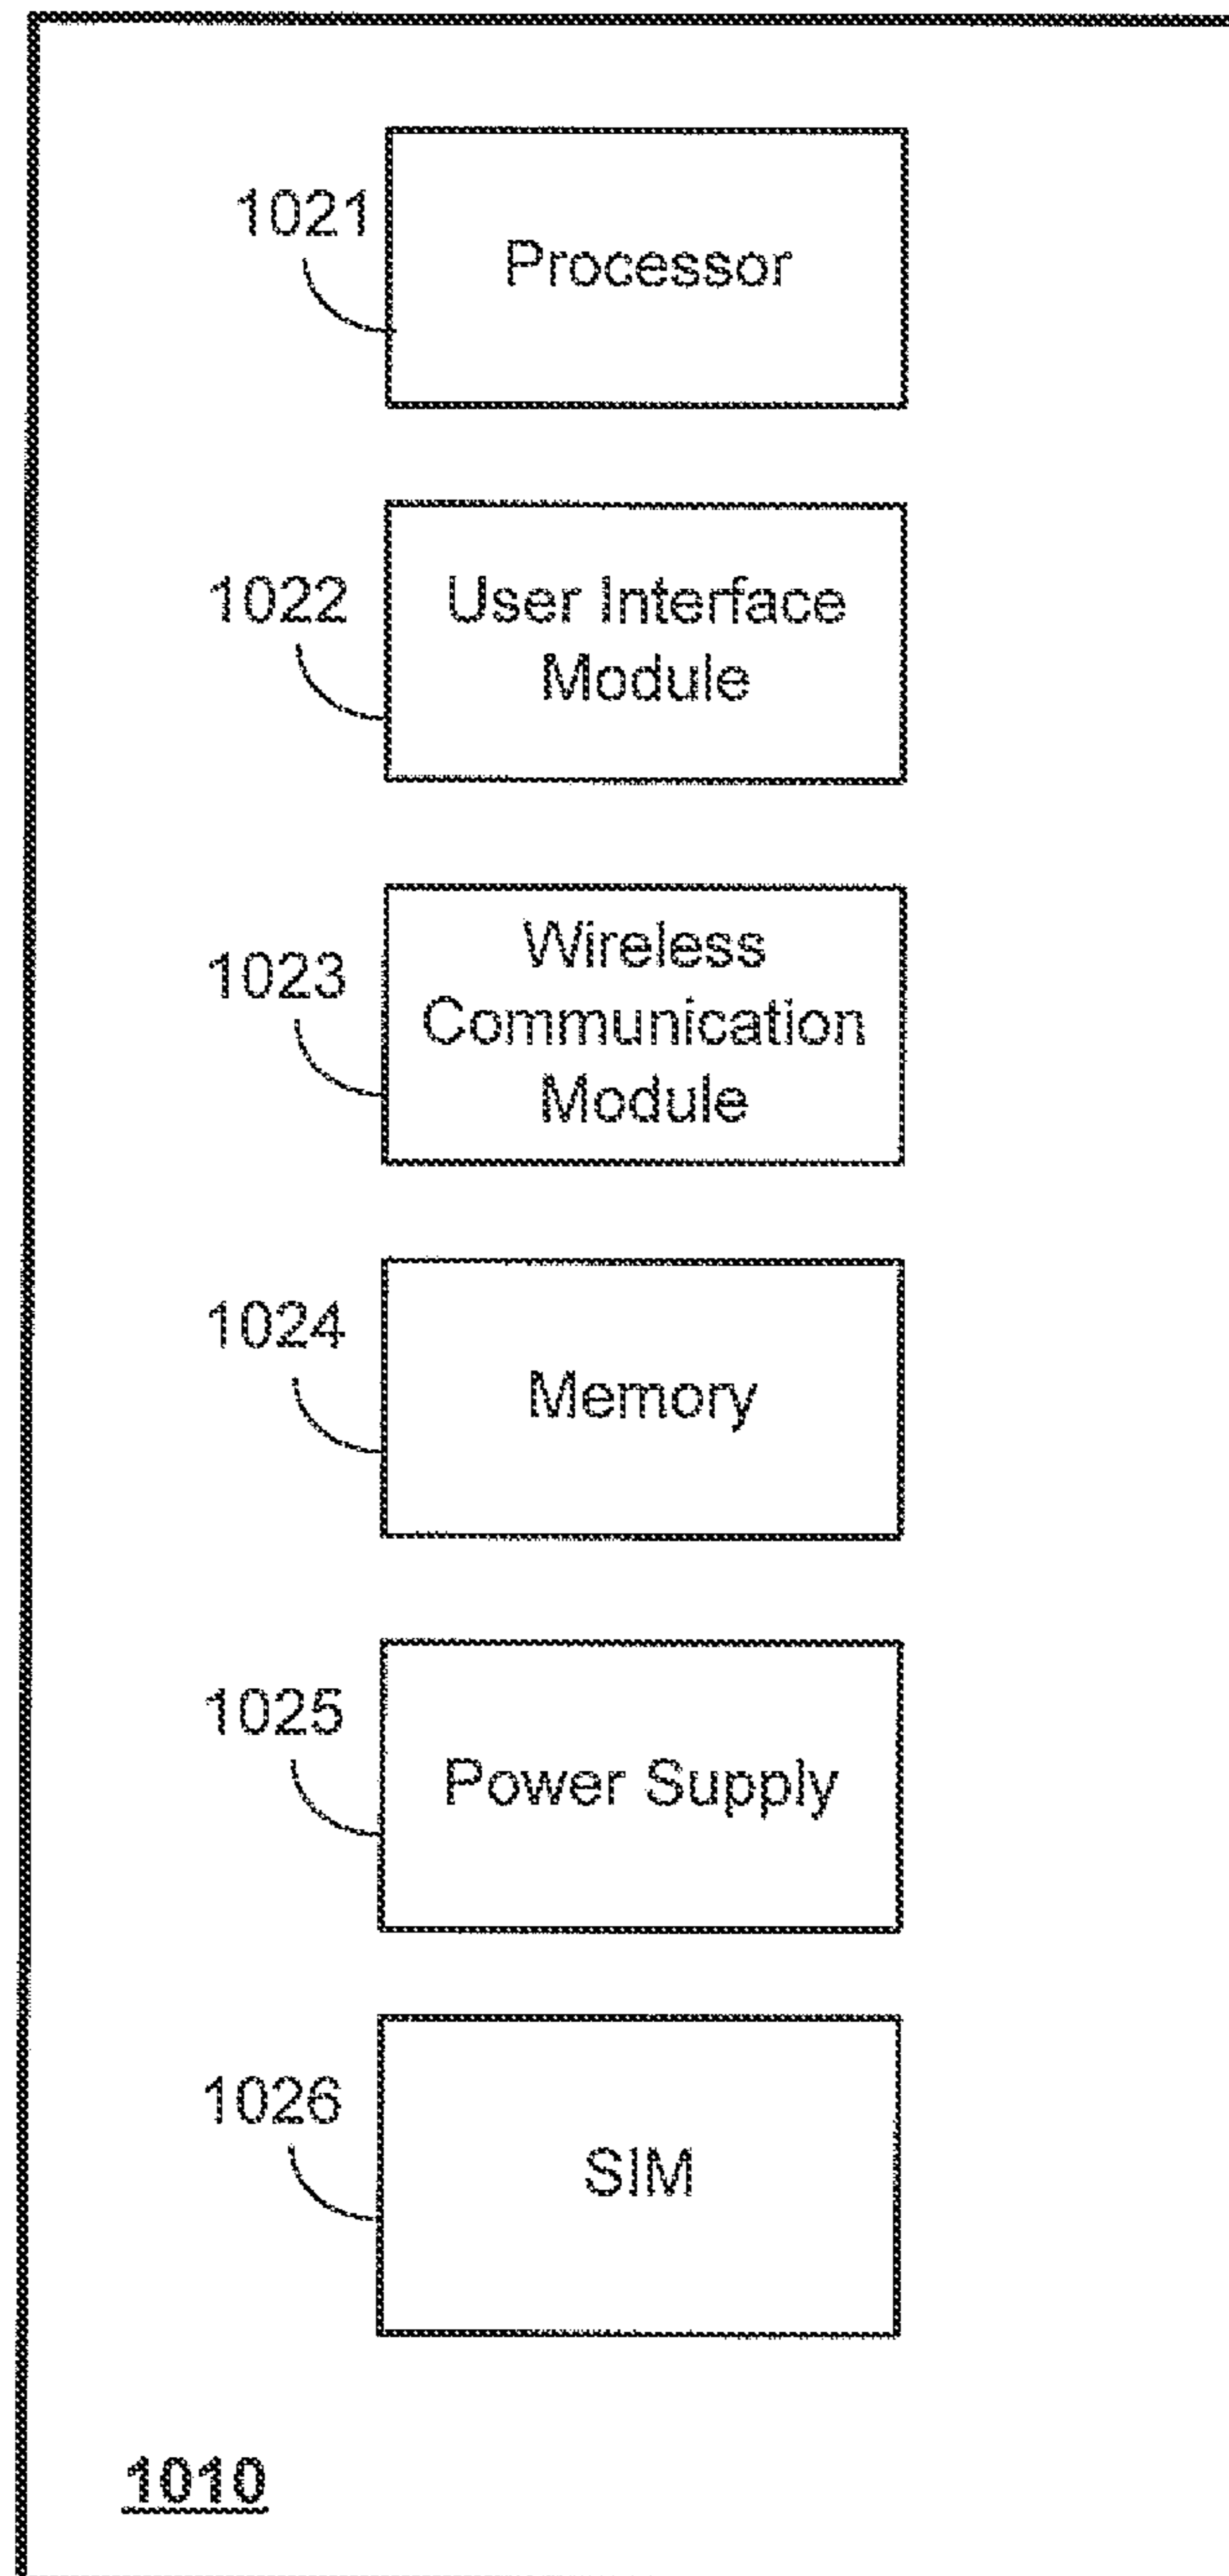 1021
Processor
1022
User Interface
Module
1023
Wireless
Communication
Module
1024
Memory
1025
Power Supply
1026
SIM
1010